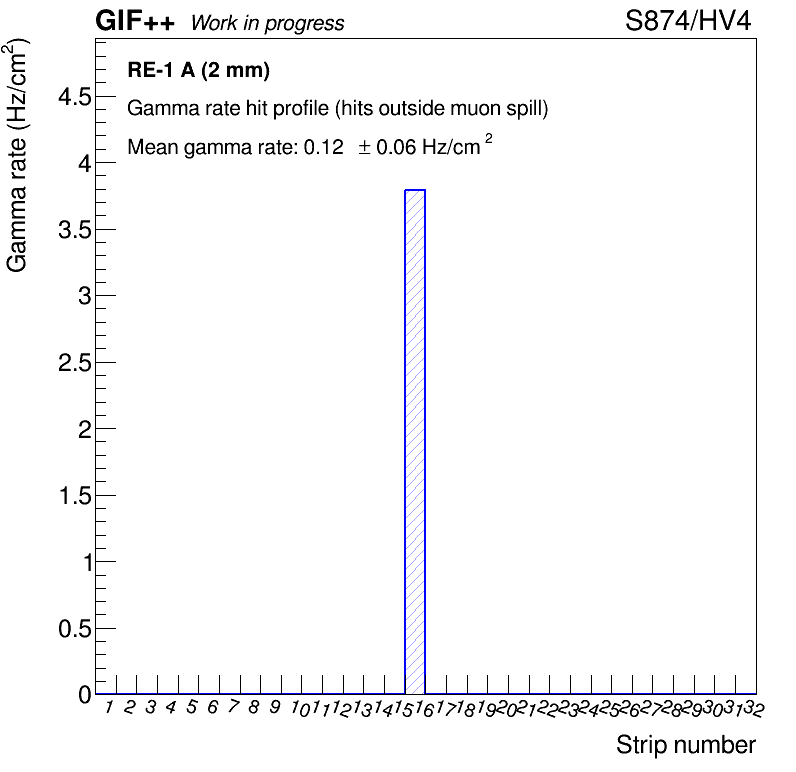 GIF++ Work in progress S874/HV4
RE-1 A (2 mm)
Gamma rate hit profile (hits outside muon spill)
Mean gamma rate: 0.12 ± 0.06 Hz/cm²
Gamma rate (Hz/cm²)
4.5
4
3.5
3
2.5
2
1.5
1
0.5
0
1 2 3 4 5 6 7 8 9 10 11 12 13 14 15 16 17 18 19 20 21 22 23 24 25 26 27 28 29 30 31 32
Strip number